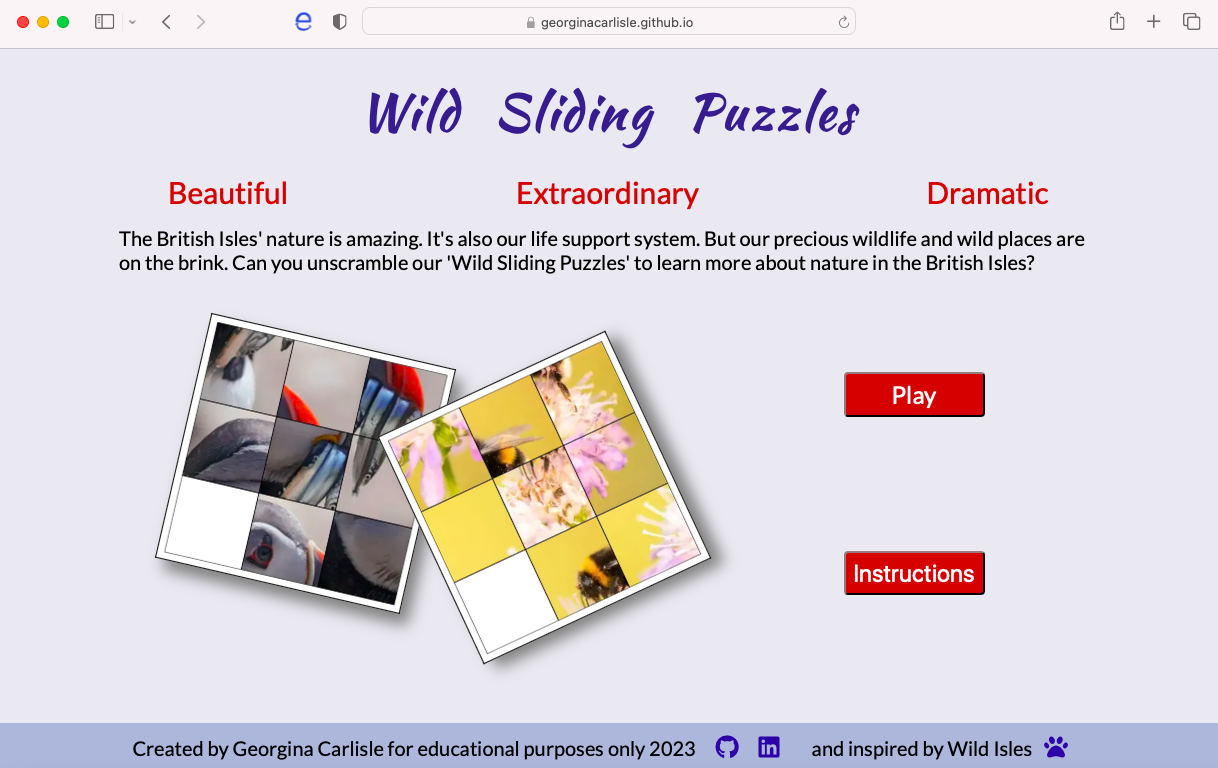 georginacarlisle.github.io
Wild Sliding Puzzles
Beautiful
Extraordinary
Dramatic
The British Isles' nature is amazing. It's also our life support system. But our precious wildlife and wild places are
on the brink. Can you unscramble our 'Wild Sliding Puzzles' to learn more about nature in the British Isles?
Play
Instructions
Created by Georgina Carlisle for educational purposes only 2023
and inspired by Wild Isles